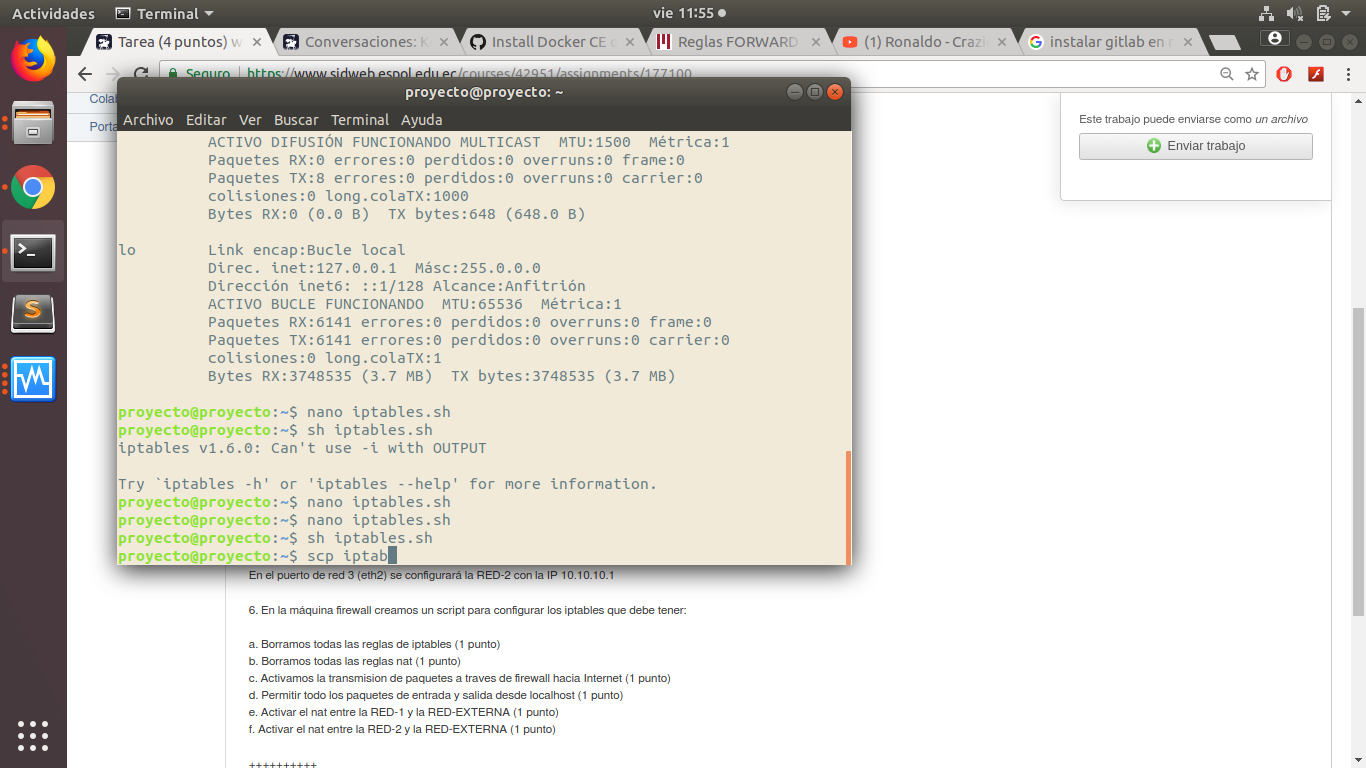 Actividades
Terminal
vie 11:55
Tarea (4 puntos) w
Conversaciones: K
Install Docker CE
Reglas FORWARD
(1) Ronaldo - Crazi
instalar gitlab en
Seguro
https://www.sidweb.espol.edu.ec/courses/42951/assignments/177100
Colab
Porta
Este trabajo puede enviarse como un archivo
Enviar trabajo
proyecto@proyecto: ~
Archivo Editar Ver Buscar Terminal Ayuda
ACTIVO DIFUSIÓN FUNCIONANDO MULTICAST MTU:1500 Métrica:1
Paquetes RX:0 errores:0 perdidos:0 overruns:0 frame:0
Paquetes TX:8 errores:0 perdidos:0 overruns:0 carrier:0
colisiones:0 long.colaTX:1000
Bytes RX:0 (0.0 B) TX bytes:648 (648.0 B)
lo Link encap:Bucle local
Direc. inet:127.0.0.1 Másc:255.0.0.0
Dirección inet6: ::1/128 Alcance:Anfitrión
ACTIVO BUCLE FUNCIONANDO MTU:65536 Métrica:1
Paquetes RX:6141 errores:0 perdidos:0 overruns:0 frame:0
Paquetes TX:6141 errores:0 perdidos:0 overruns:0 carrier:0
colisiones:0 long.colaTX:1
Bytes RX:3748535 (3.7 MB) TX bytes:3748535 (3.7 MB)
proyecto@proyecto:~$ nano iptables.sh
proyecto@proyecto:~$ sh iptables.sh
iptables v1.6.0: Can't use -i with OUTPUT
Try `iptables -h' or 'iptables --help' for more information.
proyecto@proyecto:~$ nano iptables.sh
proyecto@proyecto:~$ nano iptables.sh
proyecto@proyecto:~$ sh iptables.sh
proyecto@proyecto:~$ scp iptab
En el puerto de red 3 (eth2) se configurará la RED-2 con la IP 10.10.10.1
6. En la máquina firewall creamos un script para configurar los iptables que debe tener:
a. Borramos todas las reglas de iptables (1 punto)
b. Borramos todas las reglas nat (1 punto)
c. Activamos la transmision de paquetes a traves de firewall hacia Internet (1 punto)
d. Permitir todo los paquetes de entrada y salida desde localhost (1 punto)
e. Activar el nat entre la RED-1 y la RED-EXTERNA (1 punto)
f. Activar el nat entre la RED-2 y la RED-EXTERNA (1 punto)
++++++++++